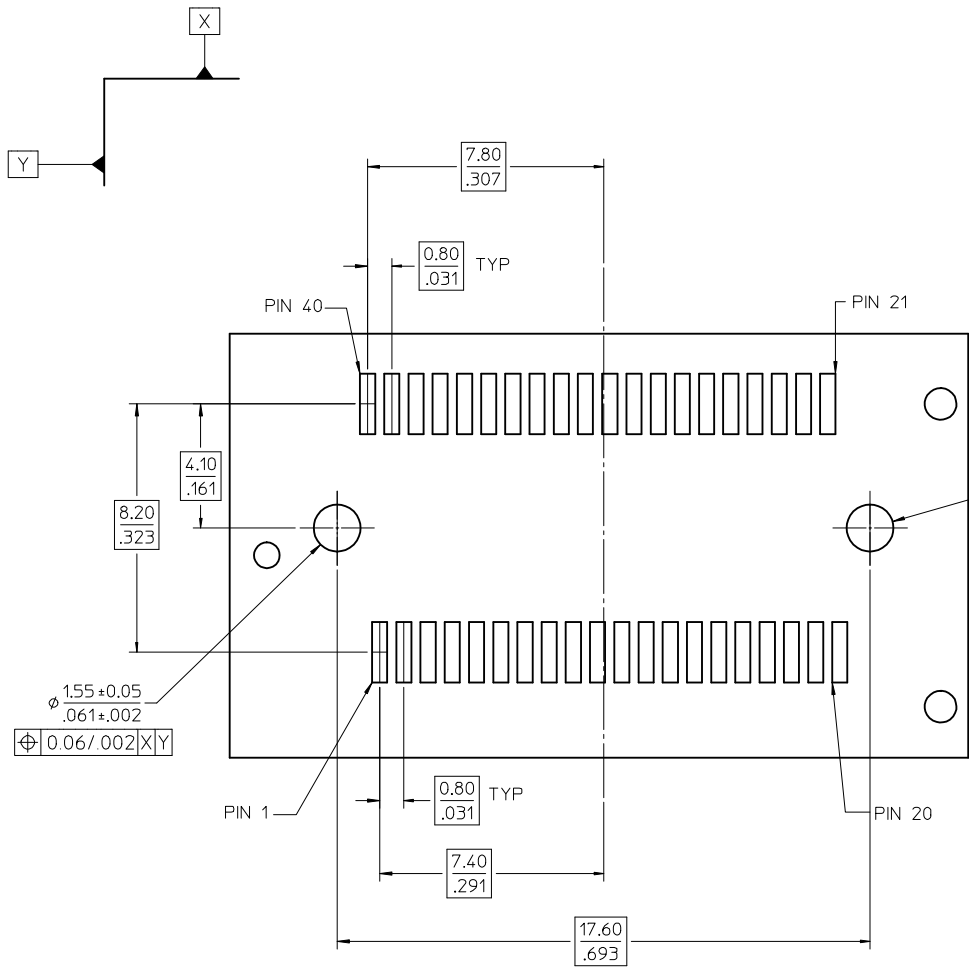 X
Y
7.80
.307
0.80
.031
TYP
PIN 40
PIN 21
4.10
.161
8.20
.323
⌀ 1.55 ±0.05
.061±.002
⌖ 0.06/.002 X Y
PIN 1
0.80
.031
TYP
PIN 20
7.40
.291
17.60
.693